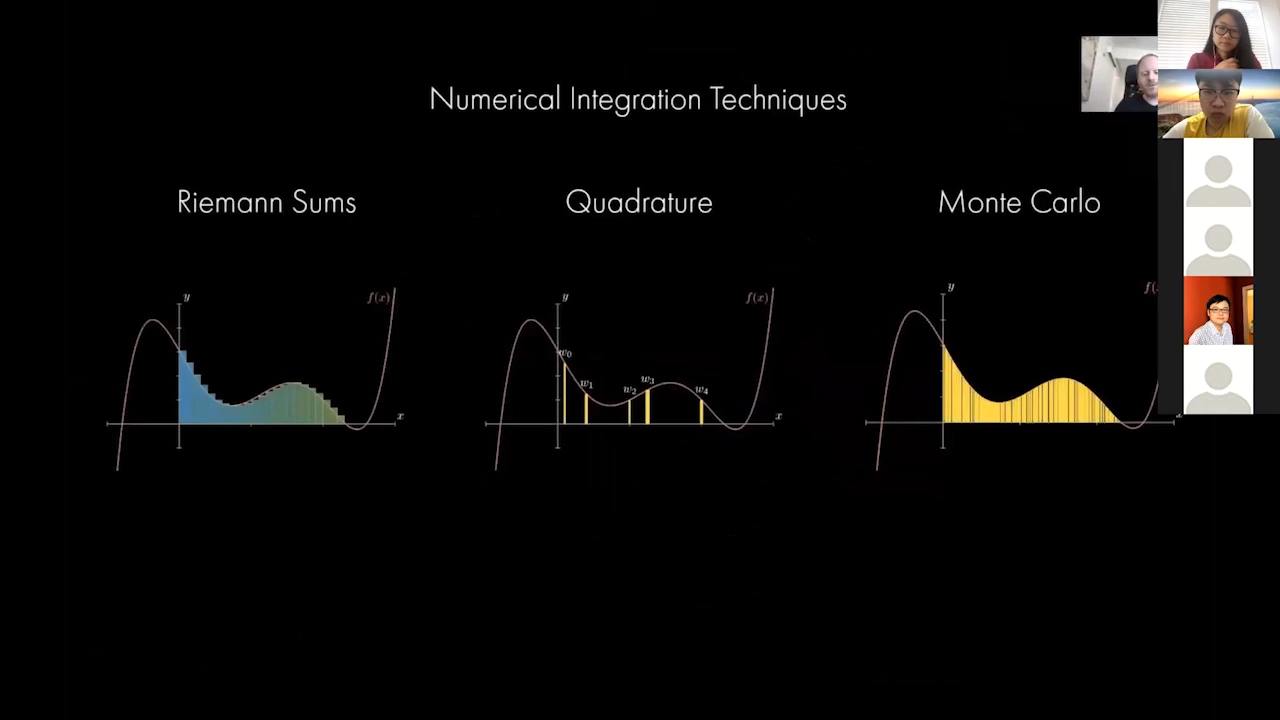 Numerical Integration Techniques
Riemann Sums
Quadrature
Monte Carlo
y
f(x)
x
y
f(x)
w0
w1
w2
w3
w4
x
y
f(